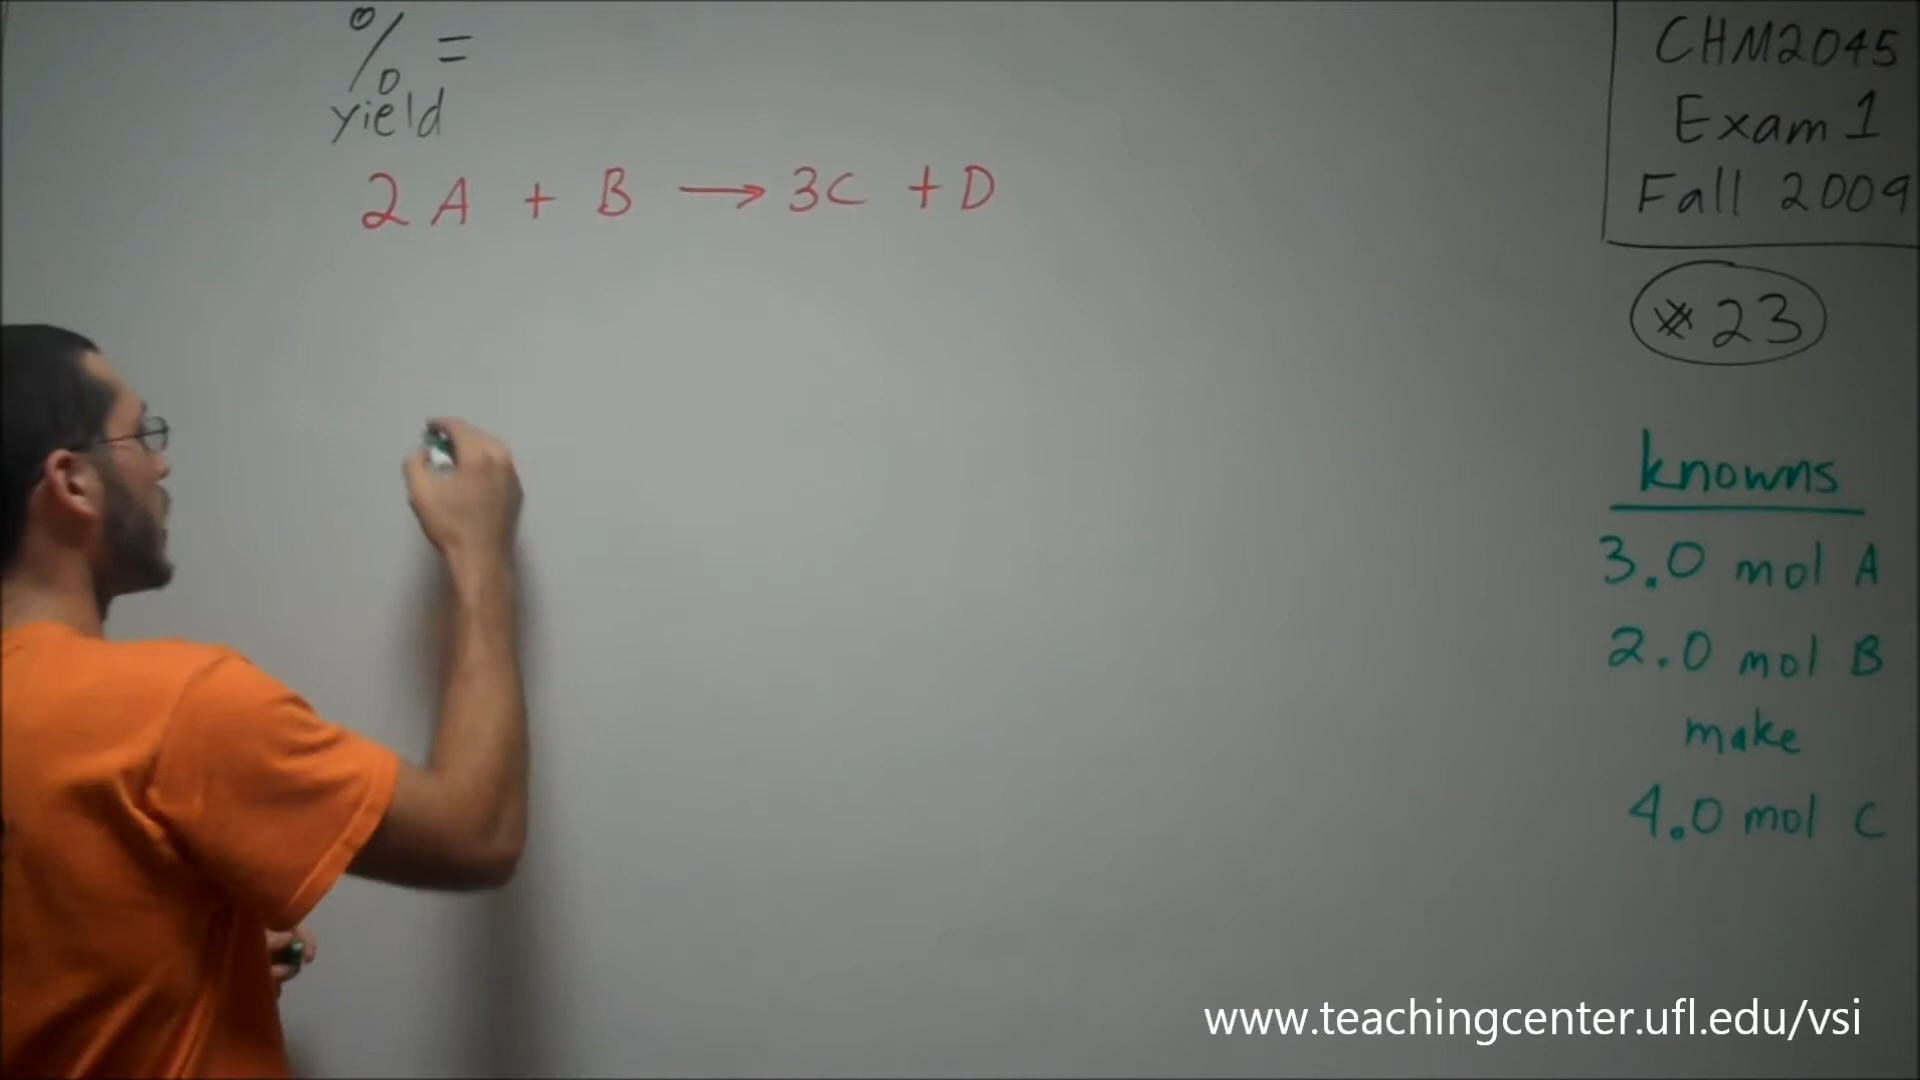 % =
yield
2 A + B → 3C + D
CHM2045
Exam 1
Fall 2009
# 23
knowns
3.0 mol A
2.0 mol B
make
4.0 mol C
www.teachingcenter.ufl.edu/vsi